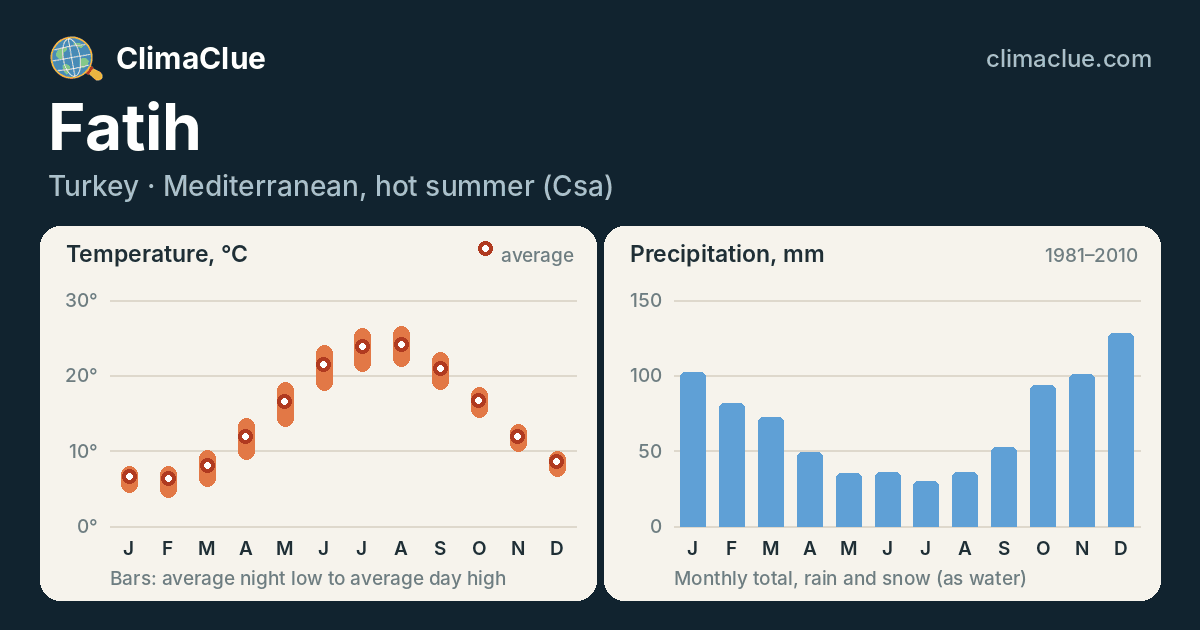 ClimaClue
climaclue.com
Fatih
Turkey · Mediterranean, hot summer (Csa)
Temperature, °C
average
30°
20°
10°
0°
J F M A M J J A S O N D
Bars: average night low to average day high
Precipitation, mm
1981–2010
150
100
50
0
J F M A M J J A S O N D
Monthly total, rain and snow (as water)